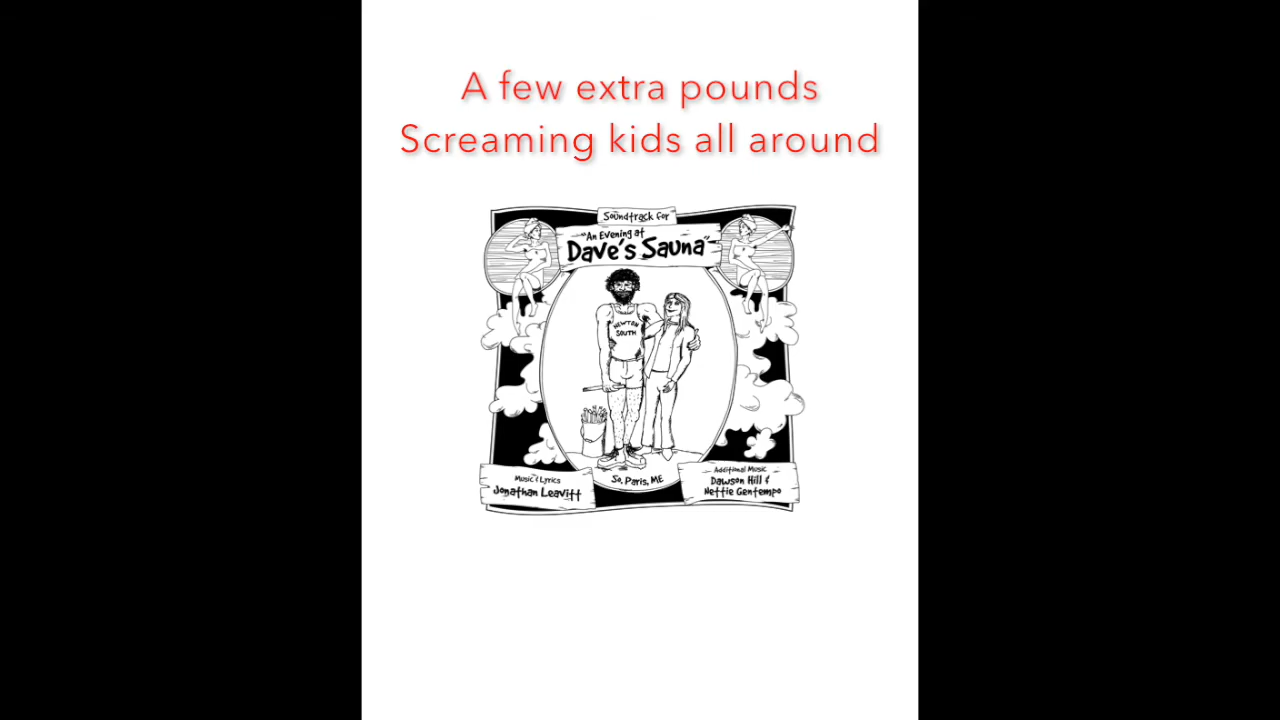 A few extra pounds
Screaming kids all around
Soundtrack for
"An Evening at
Dave's Sauna"
NEWTON
SOUTH
Music & Lyrics
Jonathan Leavitt
So. Paris, ME
Additional Music
Dawson Hill &
Nettie Gentempo